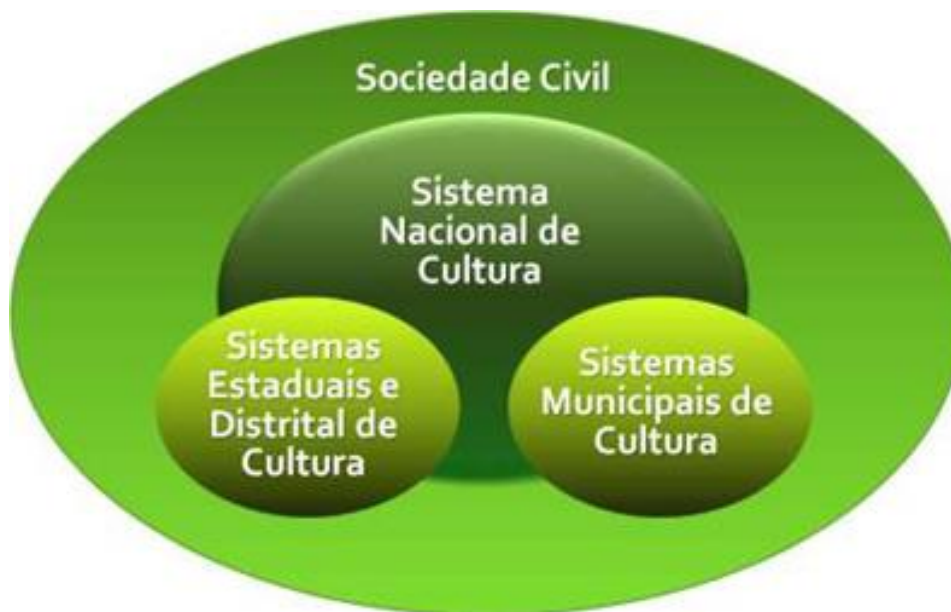 Sociedade Civil
Sistema
Nacional de
Cultura
Sistemas
Estaduais e
Distrital de
Cultura
Sistemas
Municipais de
Cultura